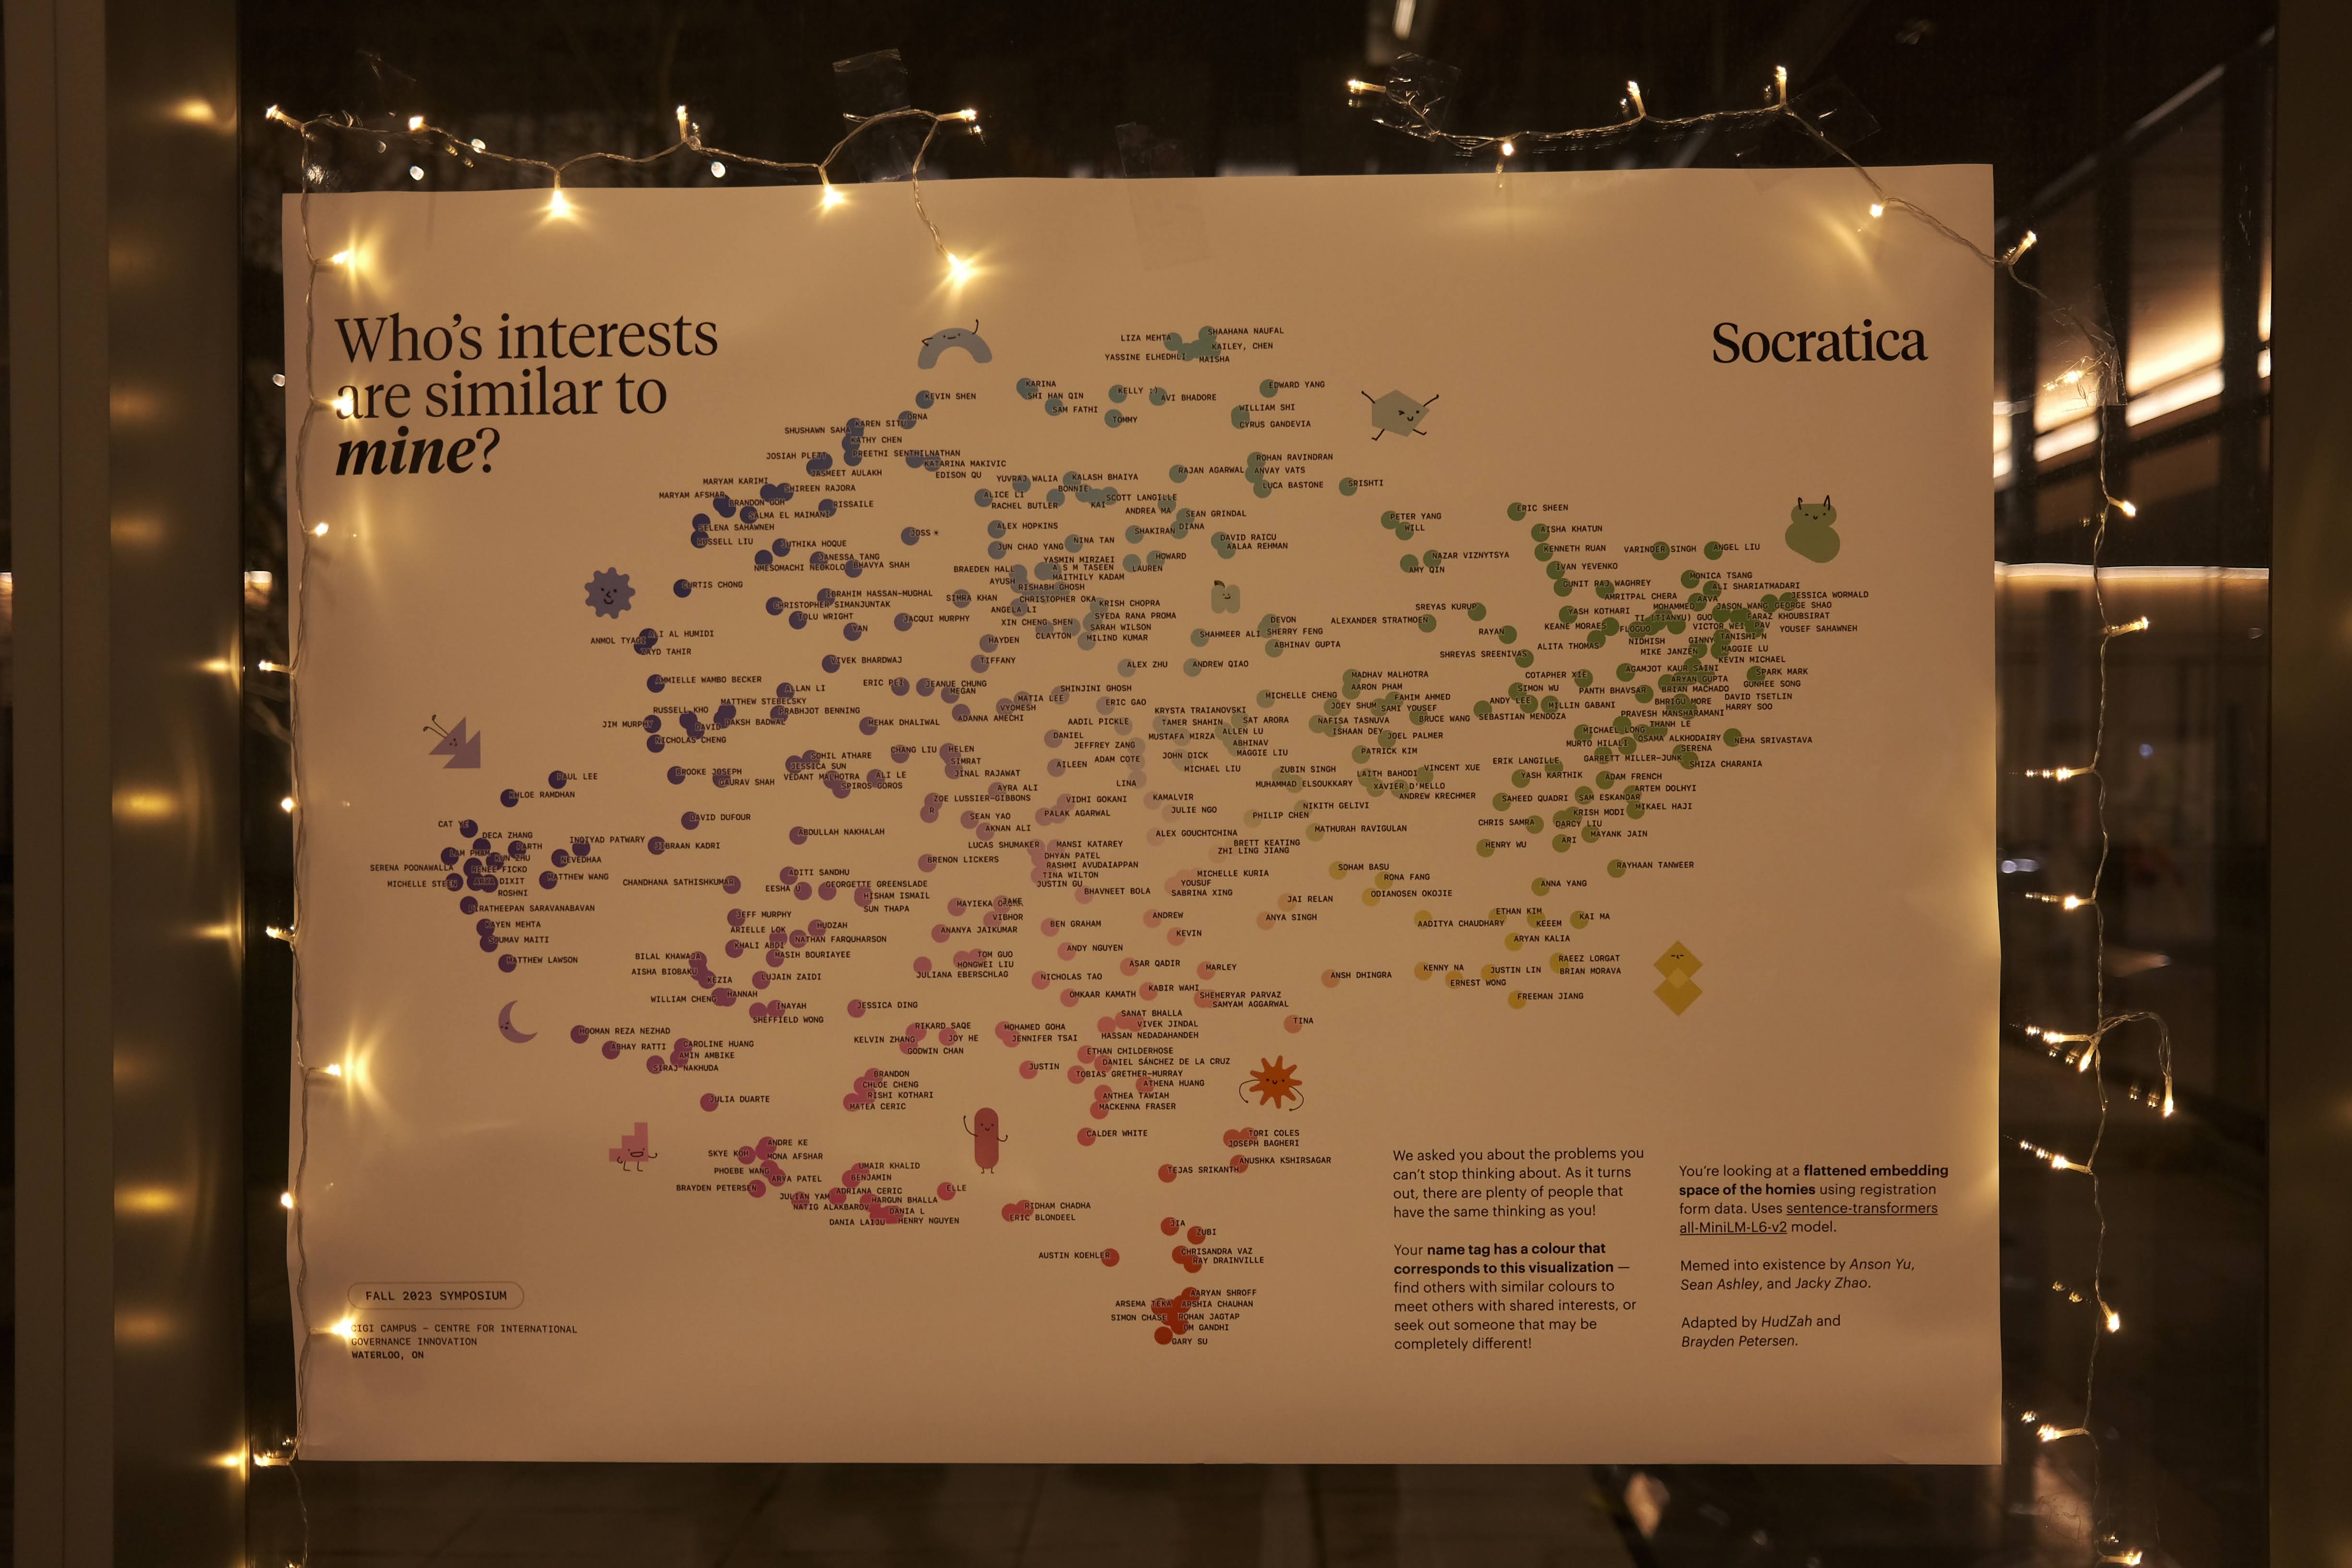 Who's interests
are similar to
mine?
Socratica
LIZA MEHTA
SHAAHANA NAUFAL
KAILEY, CHEN
YASSINE ELHEDHLI
MAISHA
KARINA
SHI HAN QIN
KELLY :)
AVI BHADORE
EDWARD YANG
KEVIN SHEN
SAM FATHI
TOMMY
WILLIAM SHI
CYRUS GANDEVIA
SHUSHAWN SAHA
KAREN SITU
KATHY CHEN
JOSIAH PLETT
PREETHI SENTHILNATHAN
KATARINA MAKIVIC
EDISON QU
JASMEET AULAKH
ROHAN RAVINDRAN
RAJAN AGARWAL
ANVAY VATS
LUCA BASTONE
SRISHTI
MARYAM KARIMI
MARYAM AFSHAR
SHIREEN RAJORA
BRANDON GOH
SALMA EL MAIMANI
RISSAILE
YUVRAJ WALIA
KALASH BHAIYA
BONNIE
ALICE LI
RACHEL BUTLER
KAI
SCOTT LANGILLE
ANDREA MA
SEAN GRINDAL
SELENA SAHAWNEH
RUSSELL LIU
RUTHIKA HOQUE
JOSS ☀
ALEX HOPKINS
SHAKIRAN
DIANA
PETER YANG
WILL
ERIC SHEEN
AISHA KHATUN
JANESSA TANG
NMESOMACHI NEOKOLO
BHAVYA SHAH
JUN CHAO YANG
NINA TAN
DAVID RAICU
AALAA REHMAN
NAZAR VIZNYTSYA
AMY QIN
KENNETH RUAN
VARINDER SINGH
ANGEL LIU
YASMIN MIRZAEI
HOWARD
BRAEDEN HALL
A S M TASEEN
LAUREN
IVAN YEVENKO
CURTIS CHONG
AYUSH
MAITHILY KADAM
RISHABH GHOSH
MONICA TSANG
GUNIT RAJ WAGHREY
ALI SHARIATMADARI
JESSICA WORMALD
IBRAHIM HASSAN-MUGHAL
CHRISTOPHER SIMANJUNTAK
SIMRA KHAN
CHRISTOPHER OKA
KRISH CHOPRA
AMRITPAL CHERA
AAVA
MOHAMMED
JASON WANG
GEORGE SHAO
TOLU WRIGHT
JACQUI MURPHY
ANGELA LI
SYEDA RANA PROMA
SREYAS KURUP
YASH KOTHARI
TI (TIANYU) GUO
FARAZ KHOUBSIRAT
XIN CHENG SHEN
SARAH WILSON
DEVON
ALEXANDER STRATMOEN
KEANE MORAES
FLOGUO
VICTOR WEI
PAV
YOUSEF SAHAWNEH
CLAYTON
MILIND KUMAR
SHAHMEER ALI
SHERRY FENG
RAYAN
NIDHISH
GINNY
TANISHI N
ANMOL TYAGI
ALI AL HUMIDI
ZAYD TAHIR
HAYDEN
ABHINAV GUPTA
ALITA THOMAS
MIKE JANZEN
MAGGIE LU
SHREYAS SREENIVAS
KEVIN MICHAEL
VIVEK BHARDWAJ
TIFFANY
ALEX ZHU
ANDREW QIAO
AGAMJOT KAUR SAINI
SPARK MARK
AMMIELLE WAMBO BECKER
ALLAN LI
ERIC PEI
JEANUE CHUNG
MEGAN
SHINJINI GHOSH
MADHAV MALHOTRA
AARON PHAM
COTAPHER XIE
ARYAN GUPTA
GUNHEE SONG
SIMON WU
PANTH BHAVSAR
BRIAN MACHADO
MATTHEW STEBELSKY
MATIA LEE
ERIC GAO
MICHELLE CHENG
FAHIM AHMED
ANDY LEE
DAVID TSETLIN
RUSSELL KHO
PRABHJOT BENNING
VYOMESH
JOEY SHUM
SAMI YOUSEF
MILLIN GABANI
BHRIGU MORE
HARRY SOO
JIM MURPHY
DAVID
DAKSH BADWAL
MEHAK DHALIWAL
ADANNA AMECHI
KRYSTA TRAIANOVSKI
BRUCE WANG
SEBASTIAN MENDOZA
PRAVESH MANSHARAMANI
AADIL PICKLE
TAMER SHAHIN
SAT ARORA
NAFISA TASNUVA
THANH LE
NICHOLAS CHENG
DANIEL
MUSTAFA MIRZA
ALLEN LU
ISHAAN DEY
JOEL PALMER
MICHAEL LONG
OSAMA ALKHODAIRY
NEHA SRIVASTAVA
JEFFREY ZANG
ABHINAV
MURTO HILALI
SERENA
SOHIL ATHARE
CHANG LIU
HELEN
SIMRAT
ADAM COTE
JOHN DICK
MAGGIE LIU
PATRICK KIM
ERIK LANGILLE
GARRETT MILLER-JUNK
SHIZA CHARANIA
JESSICA SUN
AILEEN
MICHAEL LIU
ZUBIN SINGH
VINCENT XUE
BROOKE JOSEPH
GAURAV SHAH
VEDANT MALHOTRA
ALI LE
JINAL RAJAWAT
LAITH BAHODI
YASH KARTHIK
ADAM FRENCH
PAUL LEE
SPIROS GOROS
AYRA ALI
LINA
MUHAMMAD ELSOUKKARY
XAVIER D'MELLO
ARTEM DOLHYI
KHLOE RAMDHAN
ZOE LUSSIER-GIBBONS
VIDHI GOKANI
KAMALVIR
ANDREW KRECHMER
SAHEED QUADRI
SAM ESKANDAR
MIKAEL HAJI
R
SEAN YAO
PALAK AGARWAL
JULIE NGO
NIKITH GELIVI
KRISH MODI
DAVID DUFOUR
AKNAN ALI
PHILIP CHEN
CHRIS SAMRA
DARCY LIU
CAT YE
DECA ZHANG
ABDULLAH NAKHALAH
ALEX GOUCHTCHINA
MATHURAH RAVIGULAN
MAYANK JAIN
INQIYAD PATWARY
JIBRAAN KADRI
LUCAS SHUMAKER
MANSI KATAREY
BRETT KEATING
HENRY WU
ARI
PARTH
LAM PHAM
KUN ZHU
NEVEDHAA
BRENON LICKERS
DHYAN PATEL
ZHI LING JIANG
SERENA POONAWALLA
RENEE FICKO
MATTHEW WANG
ADITI SANDHU
RASHMI AVUDAIAPPAN
SOHAM BASU
RAYHAAN TANWEER
MICHELLE STEEN
DIXIT
CHANDHANA SATHISHKUMAR
TINA WILTON
MICHELLE KURIA
RONA FANG
ROSHNI
EESHA U
GEORGETTE GREENSLADE
JUSTIN GU
YOUSUF
ANNA YANG
HISHAM ISMAIL
BHAVNEET BOLA
SABRINA XING
ODIANOSEN OKOJIE
PIRATHEEPAN SARAVANABAVAN
SUN THAPA
MAYIEKA
JAKE
JAI RELAN
JEFF MURPHY
VIBHOR
ANDREW
ANYA SINGH
ETHAN KIM
KAI MA
NAYEN MEHTA
ARIELLE LOK
HUDZAH
ANANYA JAIKUMAR
BEN GRAHAM
KEVIN
AADITYA CHAUDHARY
KEEEM
SOUMAV MAITI
KHALI ABDI
NATHAN FARQUHARSON
ARYAN KALIA
MATTHEW LAWSON
BILAL KHAWAJA
MASIH BOURIAYEE
TOM GUO
ANDY NGUYEN
RAEEZ LORGAT
AISHA BIOBAKU
HONGWEI LIU
ASAR QADIR
MARLEY
KENNY NA
JUSTIN LIN
BRIAN MORAVA
KEZIA
LUJAIN ZAIDI
JULIANA EBERSCHLAG
NICHOLAS TAO
ANSH DHINGRA
ERNEST WONG
WILLIAM CHENG
HANNAH
OMKAAR KAMATH
KABIR WAHI
SHEHERYAR PARVAZ
FREEMAN JIANG
INAYAH
JESSICA DING
SAMYAM AGGARWAL
SHEFFIELD WONG
SANAT BHALLA
TINA
HOOMAN REZA NEZHAD
RIKARD SAQE
MOHAMED GOHA
VIVEK JINDAL
KELVIN ZHANG
JOY HE
JENNIFER TSAI
HASSAN NEDADAHANDEH
ABHAY RATTI
CAROLINE HUANG
GODWIN CHAN
ETHAN CHILDERHOSE
AMIN AMBIKE
DANIEL SÁNCHEZ DE LA CRUZ
SIRAJ NAKHUDA
JUSTIN
TOBIAS GRETHER-MURRAY
BRANDON
ATHENA HUANG
CHLOE CHENG
RISHI KOTHARI
ANTHEA TAWIAH
JULIA DUARTE
MATEA CERIC
MACKENNA FRASER
CALDER WHITE
TORI COLES
JOSEPH BAGHERI
ANDRE KE
SKYE KOH
MONA AFSHAR
ANUSHKA KSHIRSAGAR
PHOEBE WANG
UMAIR KHALID
TEJAS SRIKANTH
ARYA PATEL
BENJAMIN
BRAYDEN PETERSEN
ADRIANA CERIC
ELLE
JULIAN YAM
HARGUN BHALLA
NATIG ALAKBAROV
DANIA L
RIDHAM CHADHA
DANIA LAIJU
HENRY NGUYEN
ERIC BLONDEEL
JIA
ZUBI
AUSTIN KOEHLER
CHRISANDRA VAZ
RAY DRAINVILLE
AARYAN SHROFF
ARSEMA TEKA
ARSHIA CHAUHAN
SIMON CHASE
ROHAN JAGTAP
OM GANDHI
GARY SU
We asked you about the problems you
can't stop thinking about. As it turns
out, there are plenty of people that
have the same thinking as you!
Your name tag has a colour that
corresponds to this visualization —
find others with similar colours to
meet others with shared interests, or
seek out someone that may be
completely different!
You're looking at a flattened embedding
space of the homies using registration
form data. Uses sentence-transformers
all-MiniLM-L6-v2 model.
Memed into existence by Anson Yu,
Sean Ashley, and Jacky Zhao.
Adapted by HudZah and
Brayden Petersen.
FALL 2023 SYMPOSIUM
CIGI CAMPUS – CENTRE FOR INTERNATIONAL
GOVERNANCE INNOVATION
WATERLOO, ON